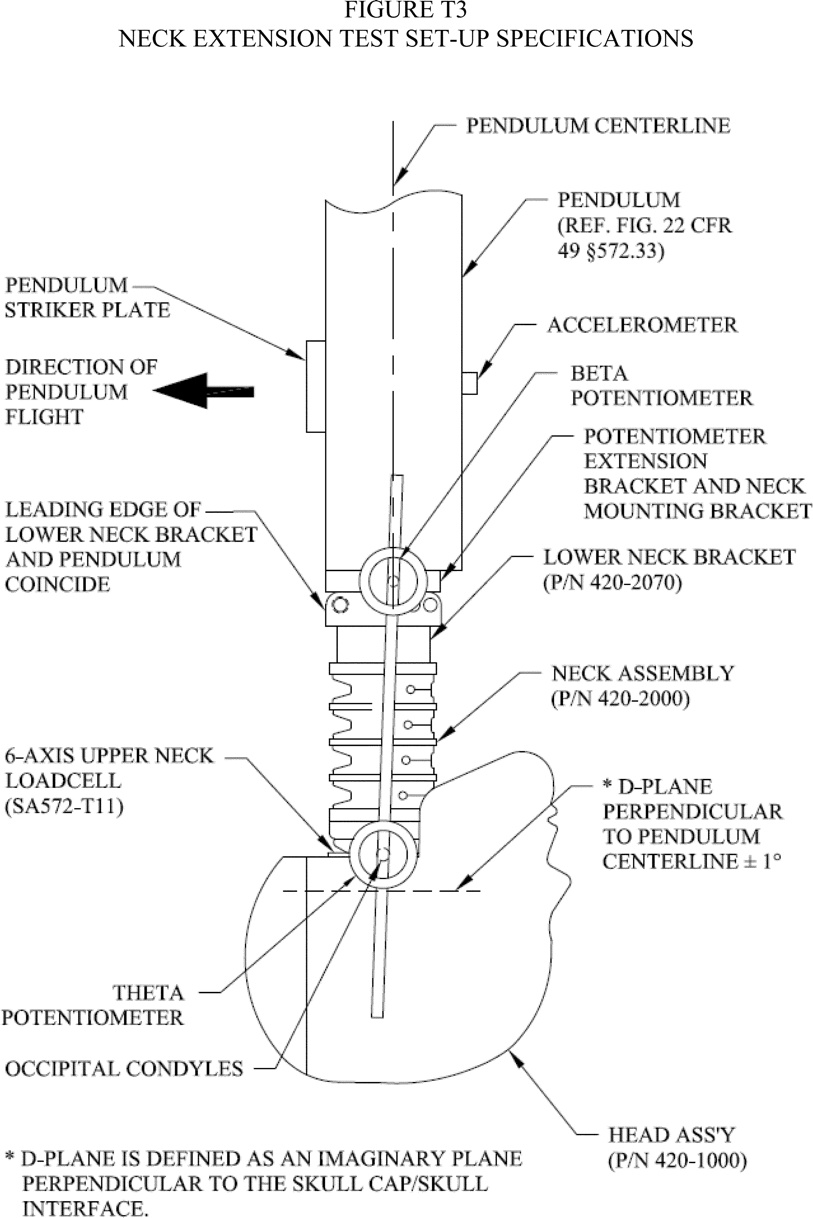 FIGURE T3
NECK EXTENSION TEST SET-UP SPECIFICATIONS
PENDULUM CENTERLINE
PENDULUM
(REF. FIG. 22 CFR
49 §572.33)
PENDULUM
STRIKER PLATE
ACCELEROMETER
DIRECTION OF
PENDULUM
FLIGHT
BETA
POTENTIOMETER
POTENTIOMETER
EXTENSION
BRACKET AND NECK
MOUNTING BRACKET
LEADING EDGE OF
LOWER NECK BRACKET
AND PENDULUM
COINCIDE
LOWER NECK BRACKET
(P/N 420-2070)
NECK ASSEMBLY
(P/N 420-2000)
6-AXIS UPPER NECK
LOADCELL
(SA572-T11)
* D-PLANE
PERPENDICULAR
TO PENDULUM
CENTERLINE ± 1°
THETA
POTENTIOMETER
OCCIPITAL CONDYLES
HEAD ASS'Y
(P/N 420-1000)
* D-PLANE IS DEFINED AS AN IMAGINARY PLANE
PERPENDICULAR TO THE SKULL CAP/SKULL
INTERFACE.